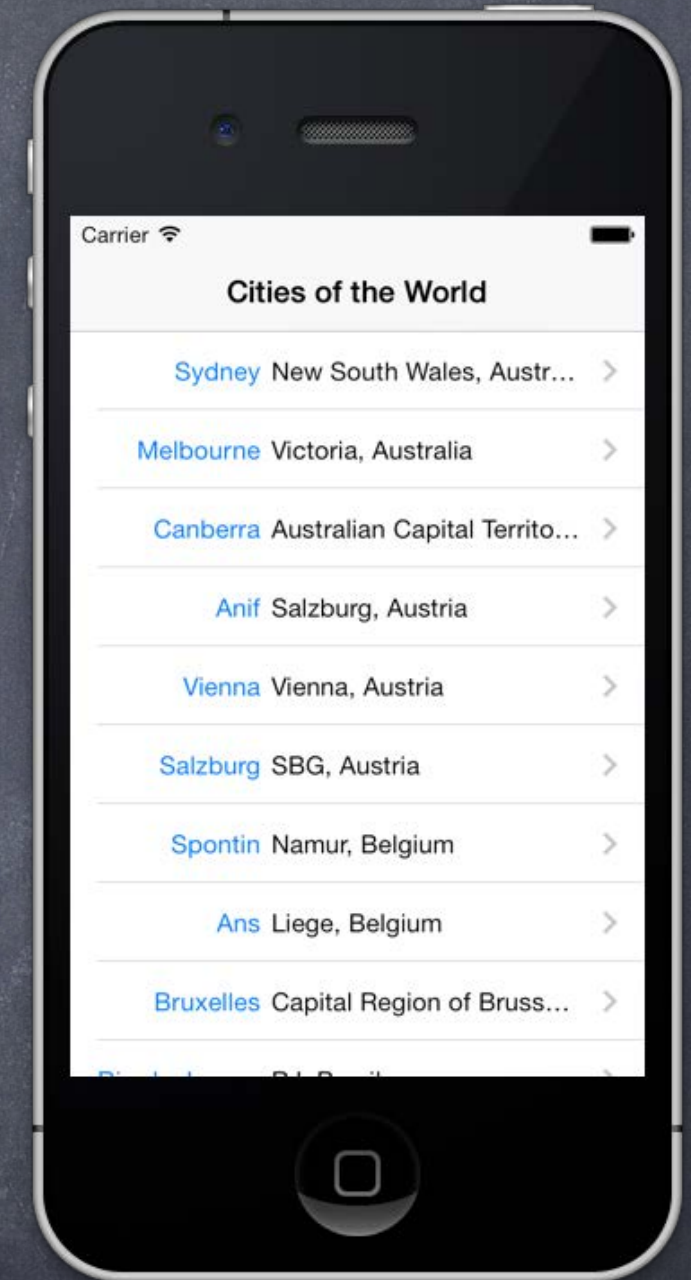 Carrier
Cities of the World
Sydney New South Wales, Austr...
Melbourne Victoria, Australia
Canberra Australian Capital Territo...
Anif Salzburg, Austria
Vienna Vienna, Austria
Salzburg SBG, Austria
Spontin Namur, Belgium
Ans Liege, Belgium
Bruxelles Capital Region of Bruss...